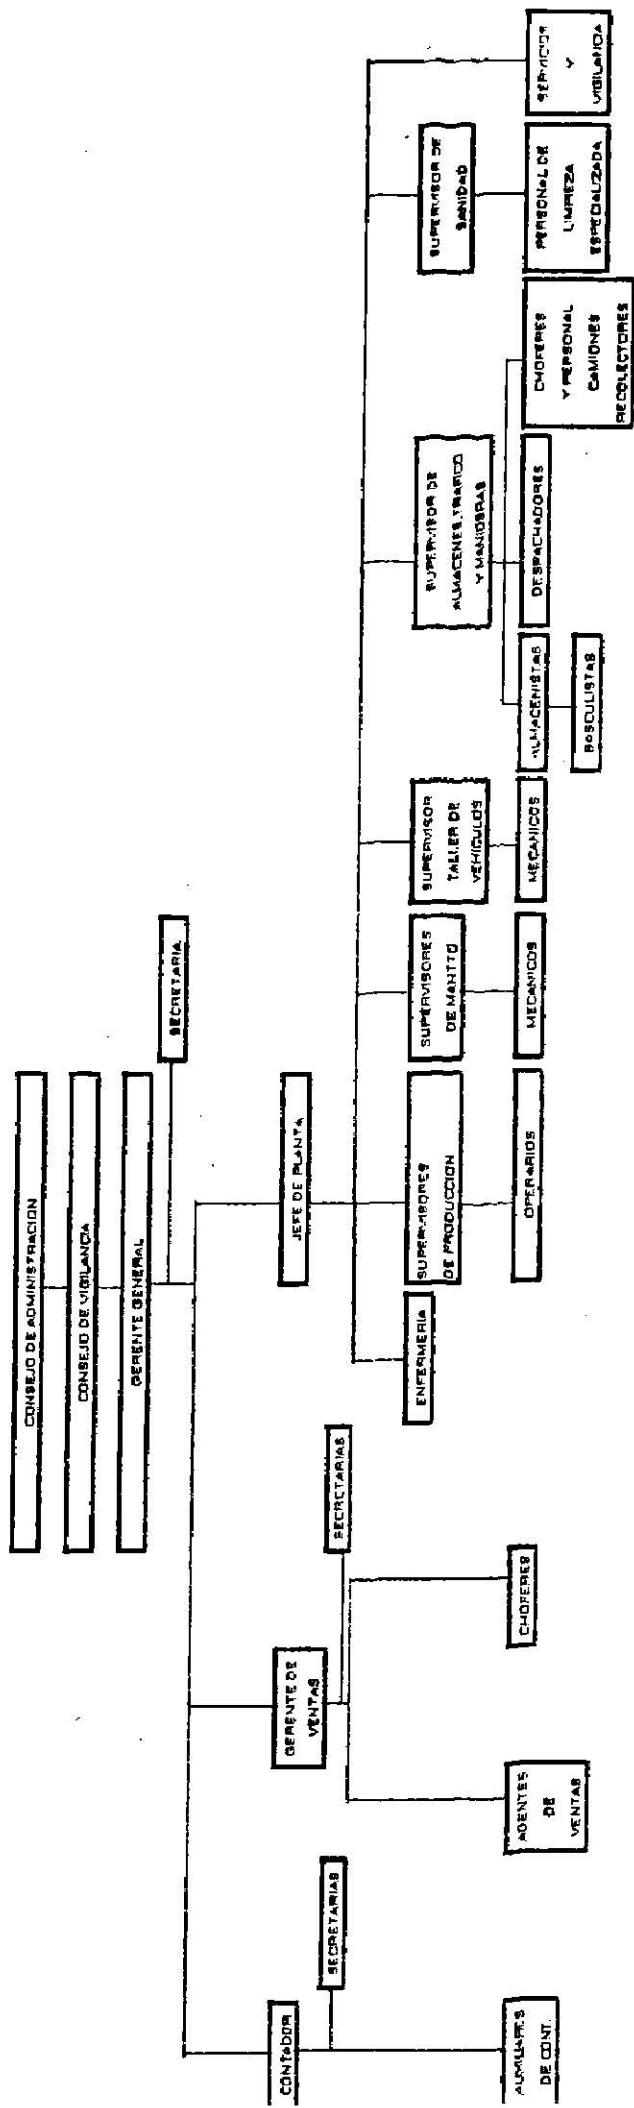 CONSEJO DE ADMINISTRACION
CONSEJO DE VIGILANCIA
GERENTE GENERAL
SECRETARIA
CONTADOR
SECRETARIAS
AUXILIARES
DE CONT.
GERENTE DE
VENTAS
SECRETARIAS
AGENTES
DE
VENTAS
CHOFERES
JEFE DE PLANTA
ENFERMERIA
SUPERVISORES
DE PRODUCCION
OPERARIOS
SUPERVISORES
DE MANTTO
MECANICOS
SUPERVISOR
TALLER DE
VEHICULOS
MECANICOS
SUPERVISOR DE
ALMACENES, TRAFICO
Y MANIOBRAS
ALMACENISTAS
BASCULISTAS
DESPACHADORES
CHOFERES
Y PERSONAL
CAMIONES
RECOLECTORES
SUPERVISOR DE
SANIDAD
PERSONAL DE
LIMPIEZA
ESPECIALIZADA
SERVICIOS
Y
VIGILANCIA